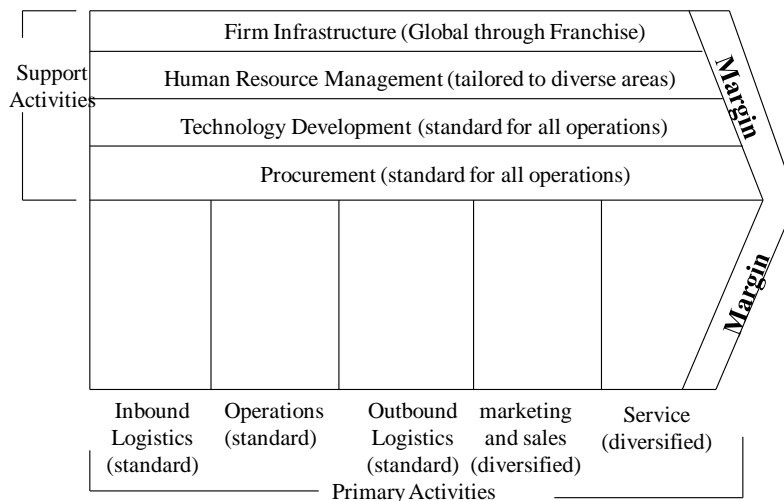 Firm Infrastructure (Global through Franchise)
Support
Activities
Human Resource Management (tailored to diverse areas)
Technology Development (standard for all operations)
Procurement (standard for all operations)
Margin
Margin
Inbound
Logistics
(standard)
Operations
(standard)
Outbound
Logistics
(standard)
marketing
and sales
(diversified)
Service
(diversified)
Primary Activities